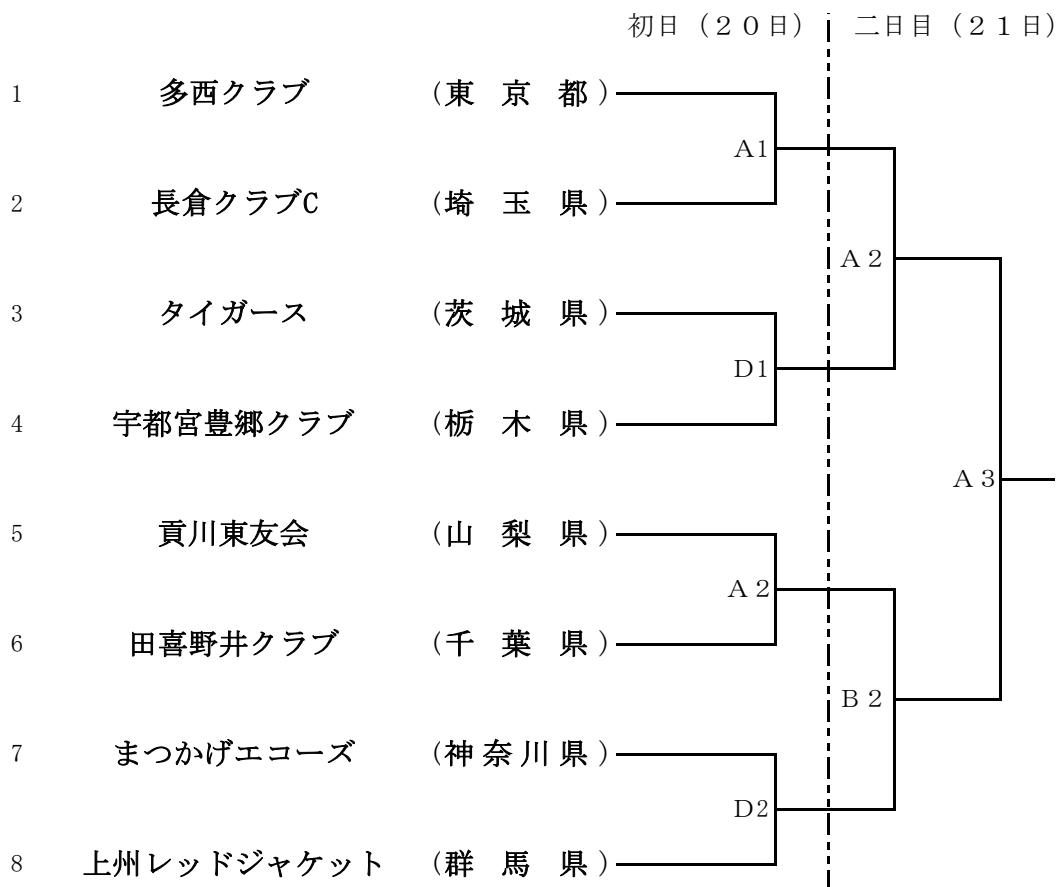 初日（２０日） 二日目（２１日）
1 多西クラブ （東 京 都）
A1
2 長倉クラブC （埼 玉 県）
A２
3 タイガース （茨 城 県）
D1
4 宇都宮豊郷クラブ （栃 木 県）
A３
5 貢川東友会 （山 梨 県）
A２
6 田喜野井クラブ （千 葉 県）
B２
7 まつかげエコーズ （神 奈 川 県）
D2
8 上州レッドジャケット （群 馬 県）